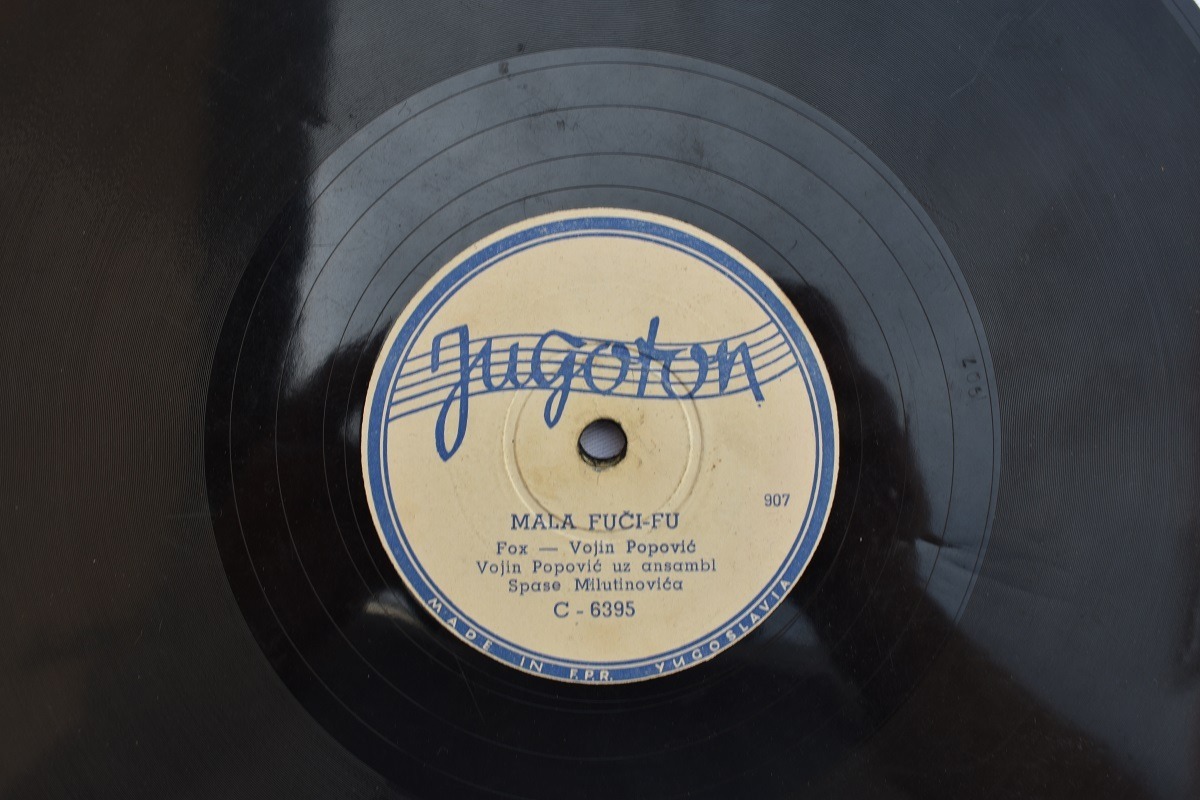 Jugoton
907
MALA FUČI-FU
Fox — Vojin Popović
Vojin Popović uz ansambl
Spase Milutinovića
C - 6395
MADE IN F.P.R. YUGOSLAVIA